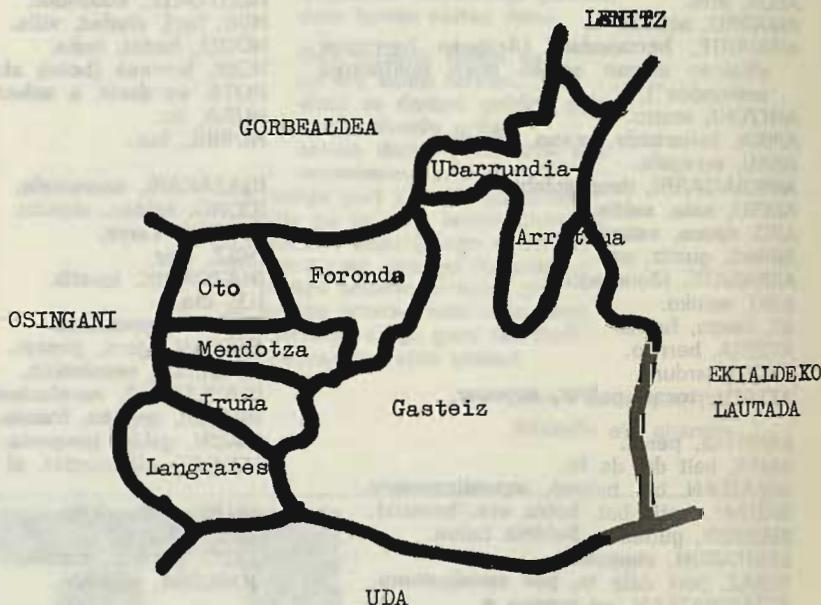 LENITZ
GORBEALDEA
Ubarrundia-
Arratzua
Oto
Foronda
OSINGANI
Mendotza
Iruña
Gasteiz
EKIALDEKO
LAUTADA
Langrares
UDA